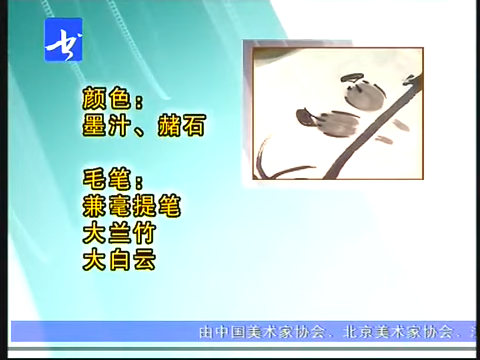 书
颜色：
墨汁、赭石
毛笔：
兼毫提笔
大兰竹
大白云
由中国美术家协会、北京美术家协会、